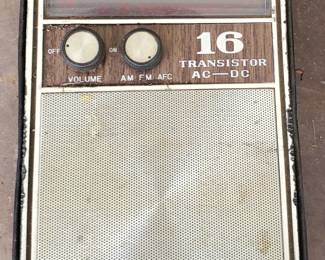 16
OFF ON
TRANSISTOR
VOLUME AM FM AFC AC—DC